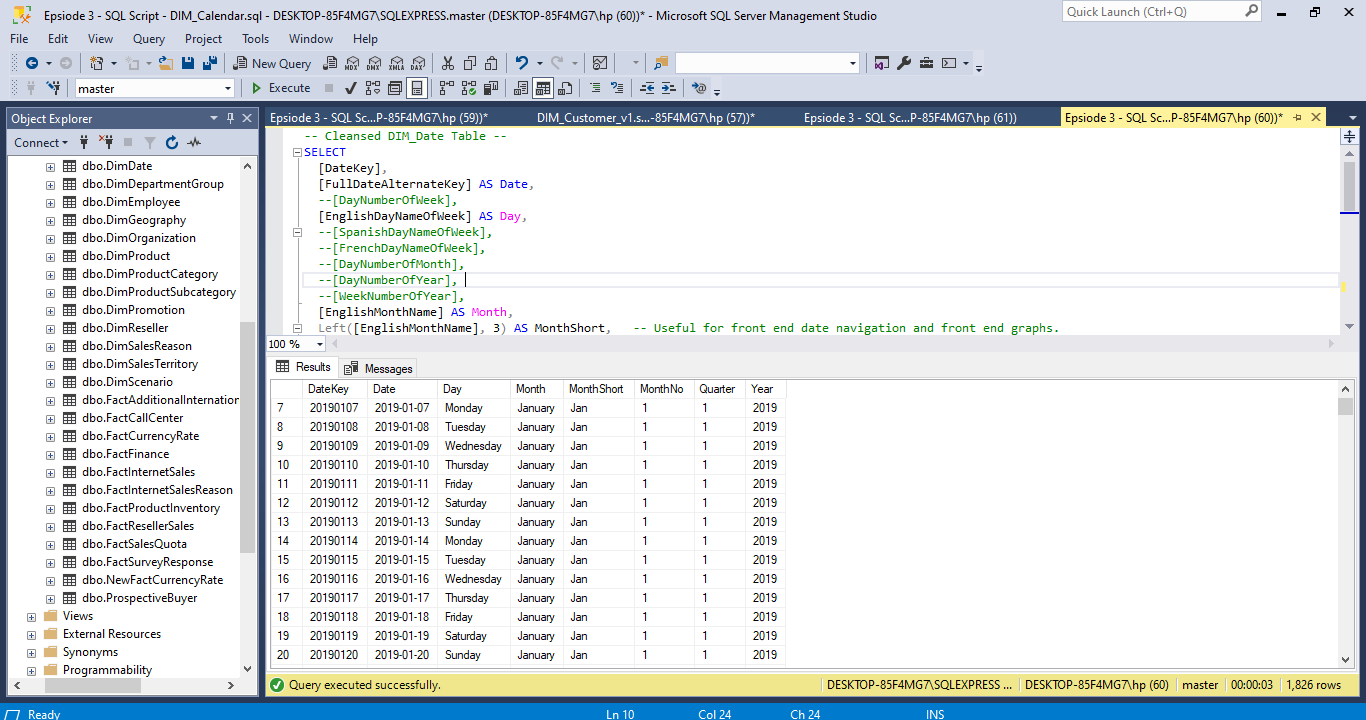 Epsiode 3 - SQL Script - DIM_Calendar.sql - DESKTOP-85F4MG7\SQLEXPRESS.master (DESKTOP-85F4MG7\hp (60))* - Microsoft SQL Server Management Studio
Quick Launch (Ctrl+Q)
File Edit View Query Project Tools Window Help
New Query MDX DMX XMLA DAX
master Execute
Object Explorer
Connect
dbo.DimDate
dbo.DimDepartmentGroup
dbo.DimEmployee
dbo.DimGeography
dbo.DimOrganization
dbo.DimProduct
dbo.DimProductCategory
dbo.DimProductSubcategory
dbo.DimPromotion
dbo.DimReseller
dbo.DimSalesReason
dbo.DimSalesTerritory
dbo.DimScenario
dbo.FactAdditionalInternation
dbo.FactCallCenter
dbo.FactCurrencyRate
dbo.FactFinance
dbo.FactInternetSales
dbo.FactInternetSalesReason
dbo.FactProductInventory
dbo.FactResellerSales
dbo.FactSalesQuota
dbo.FactSurveyResponse
dbo.NewFactCurrencyRate
dbo.ProspectiveBuyer
Views
External Resources
Synonyms
Programmability
Epsiode 3 - SQL Sc...P-85F4MG7\hp (59))* DIM_Customer_v1.s...-85F4MG7\hp (57))* Epsiode 3 - SQL Sc...P-85F4MG7\hp (61)) Epsiode 3 - SQL Sc...P-85F4MG7\hp (60))*
-- Cleansed DIM_Date Table --
SELECT
[DateKey],
[FullDateAlternateKey] AS Date,
--[DayNumberOfWeek],
[EnglishDayNameOfWeek] AS Day,
--[SpanishDayNameOfWeek],
--[FrenchDayNameOfWeek],
--[DayNumberOfMonth],
--[DayNumberOfYear],
--[WeekNumberOfYear],
[EnglishMonthName] AS Month,
Left([EnglishMonthName], 3) AS MonthShort, -- Useful for front end date navigation and front end graphs.
100 %
Results Messages
DateKey Date Day Month MonthShort MonthNo Quarter Year
7 20190107 2019-01-07 Monday January Jan 1 1 2019
8 20190108 2019-01-08 Tuesday January Jan 1 1 2019
9 20190109 2019-01-09 Wednesday January Jan 1 1 2019
10 20190110 2019-01-10 Thursday January Jan 1 1 2019
11 20190111 2019-01-11 Friday January Jan 1 1 2019
12 20190112 2019-01-12 Saturday January Jan 1 1 2019
13 20190113 2019-01-13 Sunday January Jan 1 1 2019
14 20190114 2019-01-14 Monday January Jan 1 1 2019
15 20190115 2019-01-15 Tuesday January Jan 1 1 2019
16 20190116 2019-01-16 Wednesday January Jan 1 1 2019
17 20190117 2019-01-17 Thursday January Jan 1 1 2019
18 20190118 2019-01-18 Friday January Jan 1 1 2019
19 20190119 2019-01-19 Saturday January Jan 1 1 2019
20 20190120 2019-01-20 Sunday January Jan 1 1 2019
Query executed successfully. DESKTOP-85F4MG7\SQLEXPRESS ... DESKTOP-85F4MG7\hp (60) master 00:00:03 1,826 rows
Ready Ln 10 Col 24 Ch 24 INS